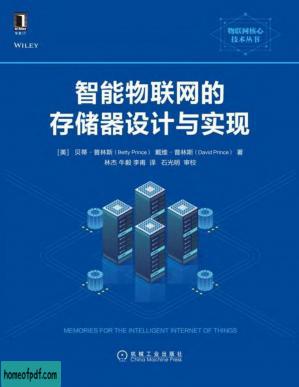 WILEY
物联网核心
技术丛书
智能物联网的
存储器设计与实现
[美] 贝蒂·普林斯（Betty Prince） 戴维·普林斯（David Prince） 著
林杰 牛毅 李甫 译 石光明 审校
MEMORIES FOR THE INTELLIGENT INTERNET OF THINGS
机械工业出版社
China Machine Press
homeofpdf.com
homeofpdf.com